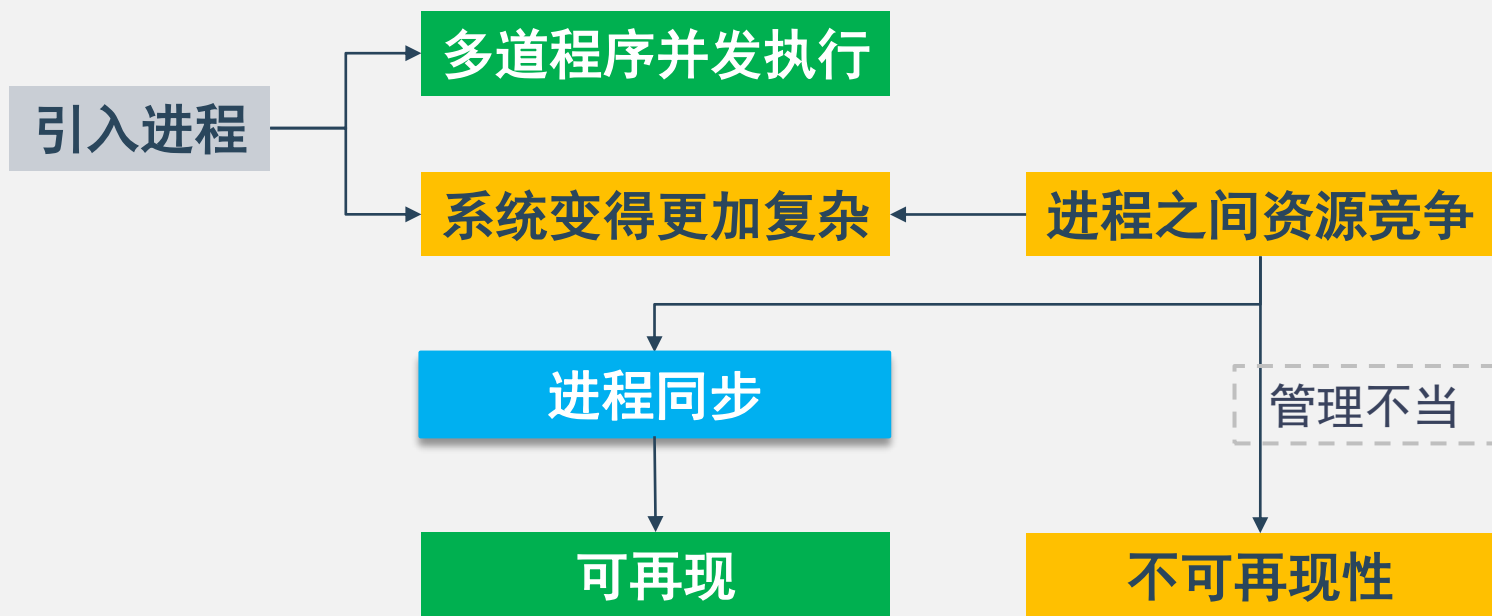 多道程序并发执行
引入进程
系统变得更加复杂
进程之间资源竞争
进程同步
管理不当
可再现
不可再现性